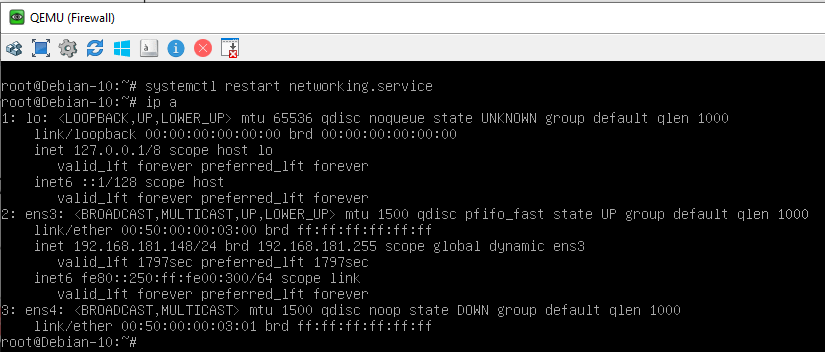 QEMU (Firewall)
root@Debian-10:~# systemctl restart networking.service
root@Debian-10:~# ip a
1: lo: <LOOPBACK,UP,LOWER_UP> mtu 65536 qdisc noqueue state UNKNOWN group default qlen 1000
    link/loopback 00:00:00:00:00:00 brd 00:00:00:00:00:00
    inet 127.0.0.1/8 scope host lo
       valid_lft forever preferred_lft forever
    inet6 ::1/128 scope host
       valid_lft forever preferred_lft forever
2: ens3: <BROADCAST,MULTICAST,UP,LOWER_UP> mtu 1500 qdisc pfifo_fast state UP group default qlen 1000
    link/ether 00:50:00:00:03:00 brd ff:ff:ff:ff:ff:ff
    inet 192.168.181.148/24 brd 192.168.181.255 scope global dynamic ens3
       valid_lft 1797sec preferred_lft 1797sec
    inet6 fe80::250:ff:fe00:300/64 scope link
       valid_lft forever preferred_lft forever
3: ens4: <BROADCAST,MULTICAST> mtu 1500 qdisc noop state DOWN group default qlen 1000
    link/ether 00:50:00:00:03:01 brd ff:ff:ff:ff:ff:ff
root@Debian-10:~#